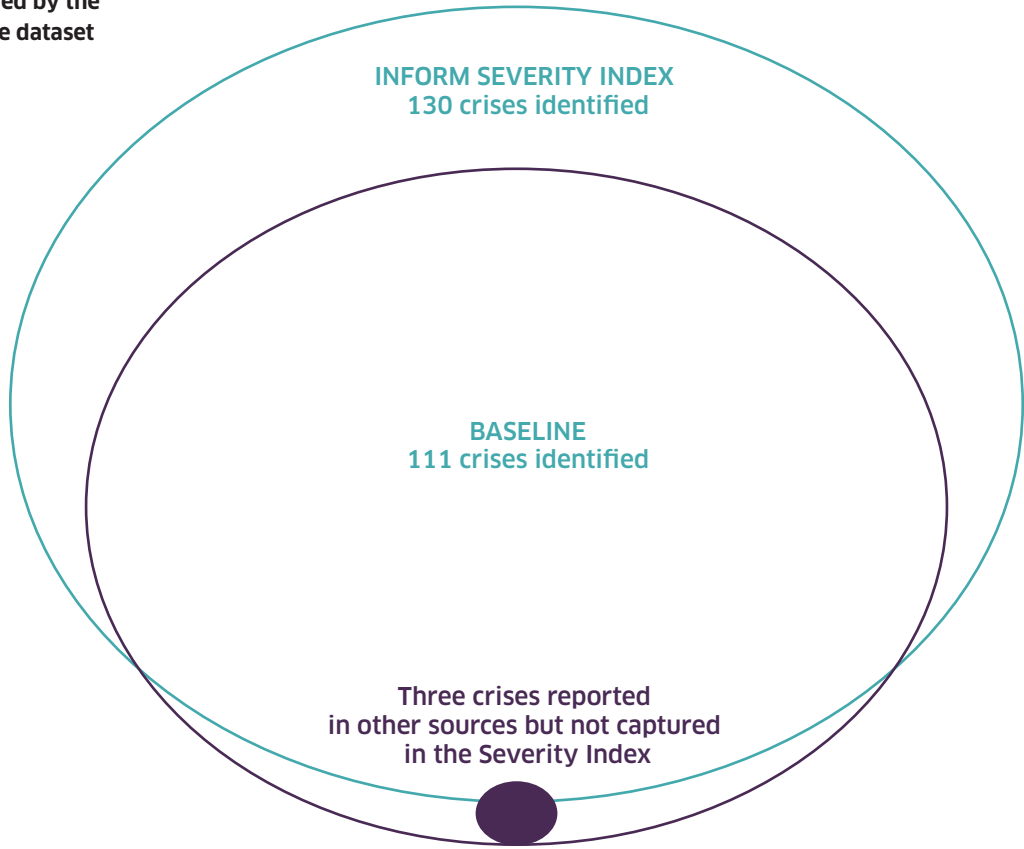 by the
dataset
INFORM SEVERITY INDEX
130 crises identified
BASELINE
111 crises identified
Three crises reported
in other sources but not captured
in the Severity Index